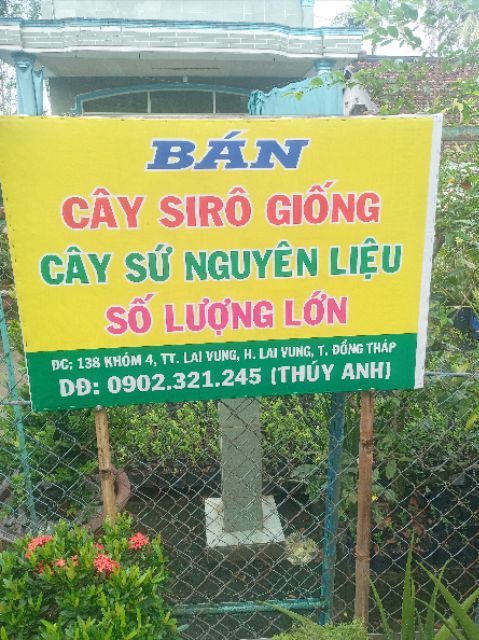 BÁN
CÂY SIRÔ GIỐNG
CÂY SỨ NGUYÊN LIỆU
SỐ LƯỢNG LỚN
ĐC: 138 KHÓM 4, TT. LAI VUNG, H. LAI VUNG, T. ĐỒNG THÁP
DĐ: 0902.321.245 (THÚY ANH)